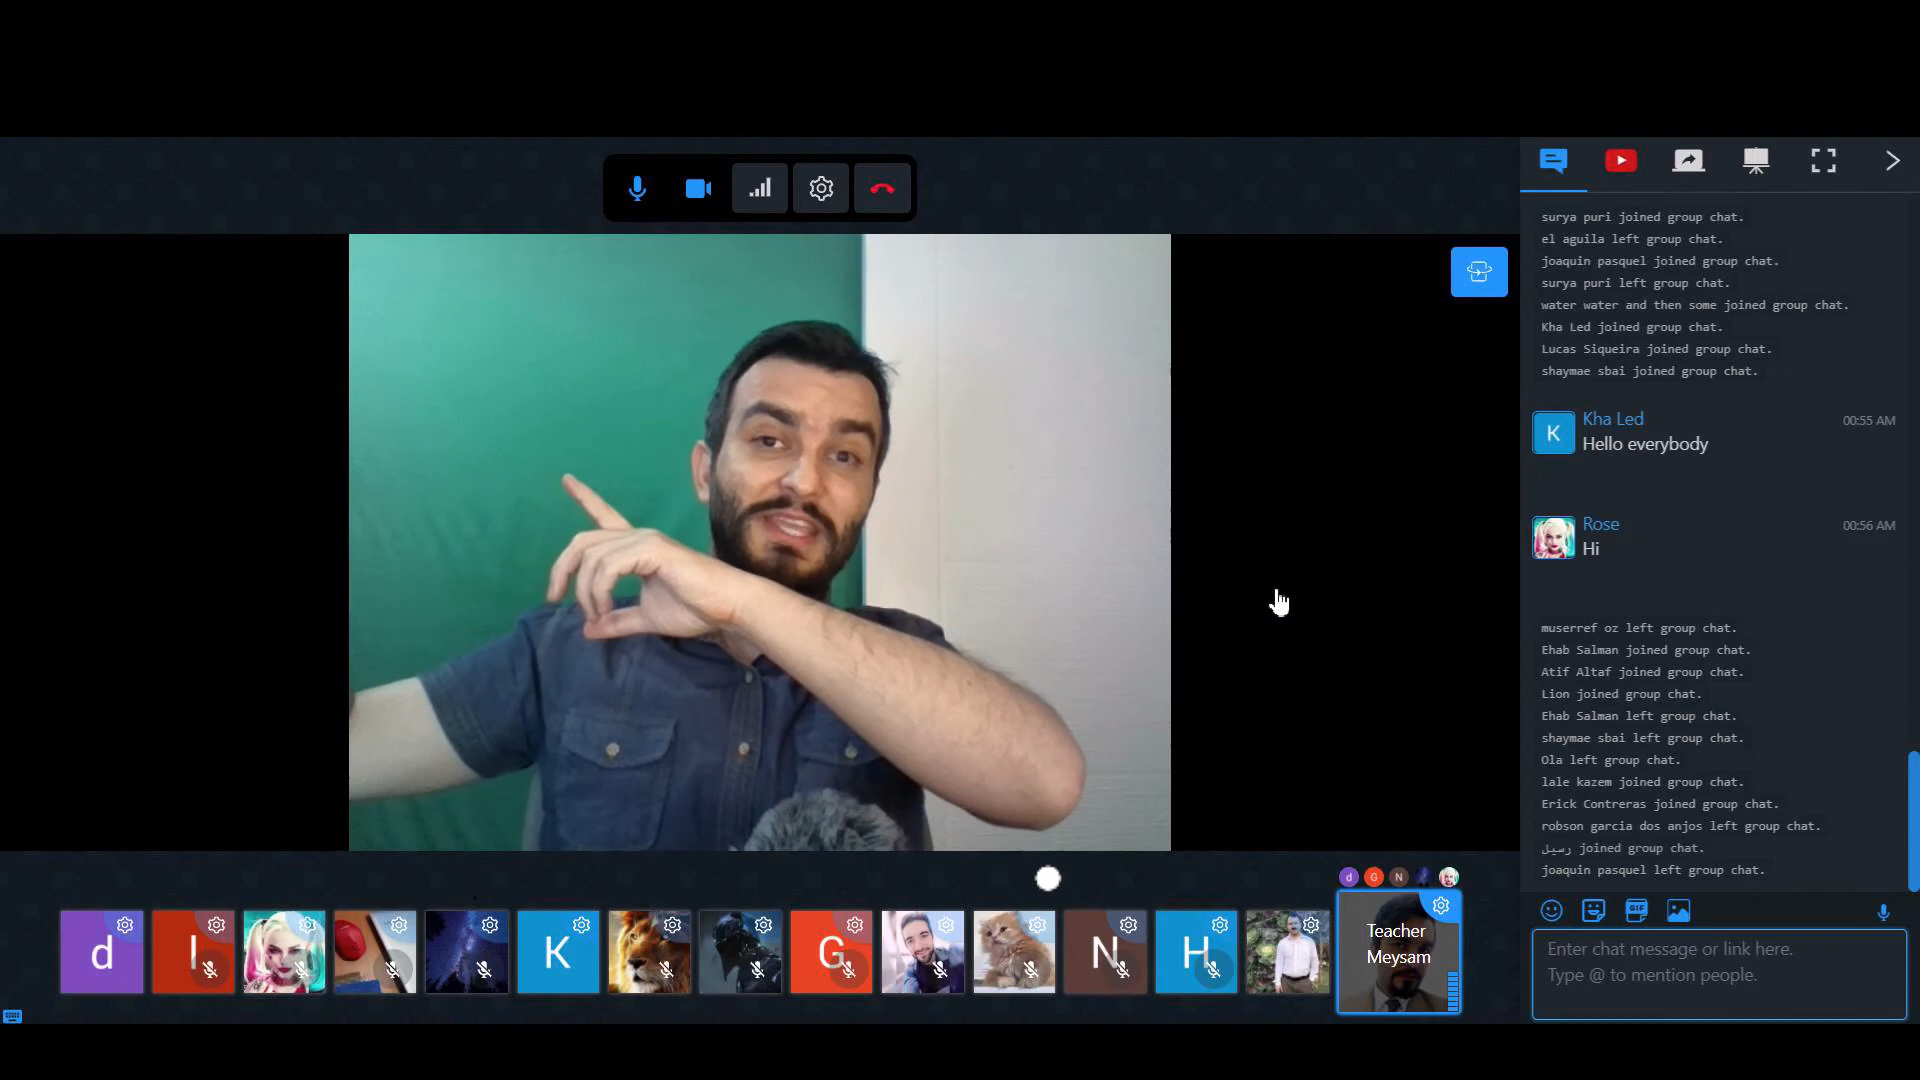 surya puri joined group chat.
el aguila left group chat.
joaquin pasquel joined group chat.
surya puri left group chat.
water water and then some joined group chat.
Kha Led joined group chat.
Lucas Siqueira joined group chat.
shaymae sbai joined group chat.
K
Kha Led
00:55 AM
Hello everybody
Rose
00:56 AM
Hi
muserref oz left group chat.
Ehab Salman joined group chat.
Atif Altaf joined group chat.
Lion joined group chat.
Ehab Salman left group chat.
shaymae sbai left group chat.
Ola left group chat.
lale kazem joined group chat.
Erick Contreras joined group chat.
robson garcia dos anjos left group chat.
رسيل joined group chat.
joaquin pasquel left group chat.
GIF
Enter chat message or link here.
Type @ to mention people.
d G N
d I K G N H
Teacher
Meysam